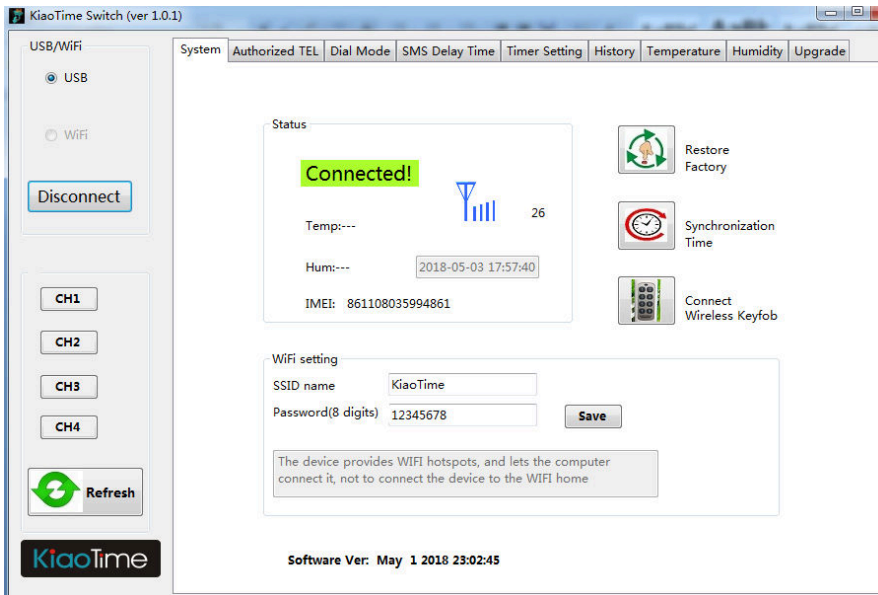 KiaoTime Switch (ver 1.0.1)
USB/WiFi
USB
WiFi
Disconnect
CH1
CH2
CH3
CH4
Refresh
KiaoTime
System Authorized TEL Dial Mode SMS Delay Time Timer Setting History Temperature Humidity Upgrade
Status
Connected!
26
Temp:---
Hum:--- 2018-05-03 17:57:40
IMEI: 861108035994861
Restore
Factory
Synchronization
Time
Connect
Wireless Keyfob
WiFi setting
SSID name KiaoTime
Password(8 digits) 12345678 Save
The device provides WIFI hotspots, and lets the computer
connect it, not to connect the device to the WIFI home
Software Ver: May 1 2018 23:02:45